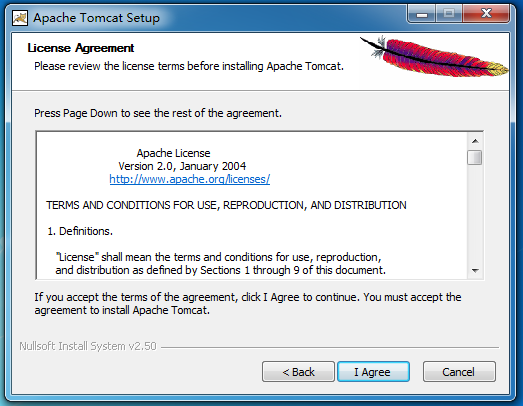 Apache Tomcat Setup
License Agreement
Please review the license terms before installing Apache Tomcat.
Press Page Down to see the rest of the agreement.
Apache License
Version 2.0, January 2004
http://www.apache.org/licenses/
TERMS AND CONDITIONS FOR USE, REPRODUCTION, AND DISTRIBUTION
1. Definitions.
"License" shall mean the terms and conditions for use, reproduction,
and distribution as defined by Sections 1 through 9 of this document.
If you accept the terms of the agreement, click I Agree to continue. You must accept the
agreement to install Apache Tomcat.
Nullsoft Install System v2.50
< Back
I Agree
Cancel